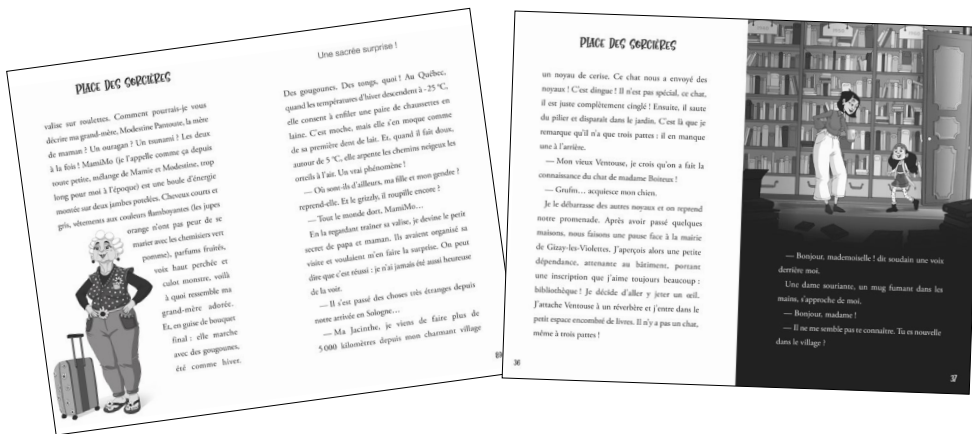 PLACE DES SORCIÈRES
valise sur roulettes. Comment pourrais-je vous
décrire ma grand-mère, Modestine Pantouse, la mère
de maman ? Un ouragan ? Un tsunami ? Les deux
à la fois ! MamiMo (je l'appelle comme ça depuis
toute petite, mélange de Mamie et Modestine, trop
long pour moi à l'époque) est une boule d'énergie
montée sur deux jambes potelées. Cheveux courts et
gris, vêtements aux couleurs flamboyantes (les jupes
orange n'ont pas peur de se
marier avec les chemisiers vert
pomme), parfums fruités,
voix haut perchée et
culot monstre, voilà
à quoi ressemble ma
grand-mère adorée.
Et, en guise de bouquet
final : elle marche
avec des gougounes,
été comme hiver.
Une sacrée surprise !
Des gougounes. Des tongs, quoi ! Au Québec,
quand les températures d'hiver descendent à -25 °C,
elle consent à enfiler une paire de chaussettes en
laine. C'est moche, mais elle s'en moque comme
de sa première dent de lait. Et, quand il fait doux,
autour de 5 °C, elle arpente les chemins neigeux les
orteils à l'air. Un vrai phénomène !
— Où sont-ils d'ailleurs, ma fille et mon gendre !
reprend-elle. Et le grizzly, il roupille encore ?
— Tout le monde dort, MamiMo…
En la regardant traîner sa valise, je devine le petit
secret de papa et maman. Ils avaient organisé sa
visite et voulaient m'en faire la surprise. On peut
dire que c'est réussi : je n'ai jamais été aussi heureuse
de la voir.
— Il s'est passé des choses très étranges depuis
notre arrivée en Sologne…
— Ma Jacinthe, je viens de faire plus de
5 000 kilomètres depuis mon charmant village
PLACE DES SORCIÈRES
un noyau de cerise. Ce chat nous a envoyé des
noyaux ! C'est dingue ! Il n'est pas spécial, ce chat,
il est juste complètement cinglé ! Ensuite, il saute
du pilier et disparaît dans le jardin. C'est là que je
remarque qu'il n'a que trois pattes : il en manque
une à l'arrière.
— Mon vieux Ventouse, je crois qu'on a fait la
connaissance du chat de madame Boiteux !
— Grufm… acquiesce mon chien.
Je le débarrasse des autres noyaux et on reprend
notre promenade. Après avoir passé quelques
maisons, nous faisons une pause face à la mairie
de Gizay-les-Violettes. J'aperçois alors une petite
dépendance, attenante au bâtiment, portant
une inscription que j'aime toujours beaucoup :
bibliothèque ! Je décide d'aller y jeter un œil.
J'attache Ventouse à un réverbère et j'entre dans le
petit espace encombré de livres. Il n'y a pas un chat,
même à trois pattes !
36
— Bonjour, mademoiselle ! dit soudain une voix
derrière moi.
Une dame souriante, un mug fumant dans les
mains, s'approche de moi.
— Bonjour, madame !
— Il ne me semble pas te connaître. Tu es nouvelle
dans le village ?
37